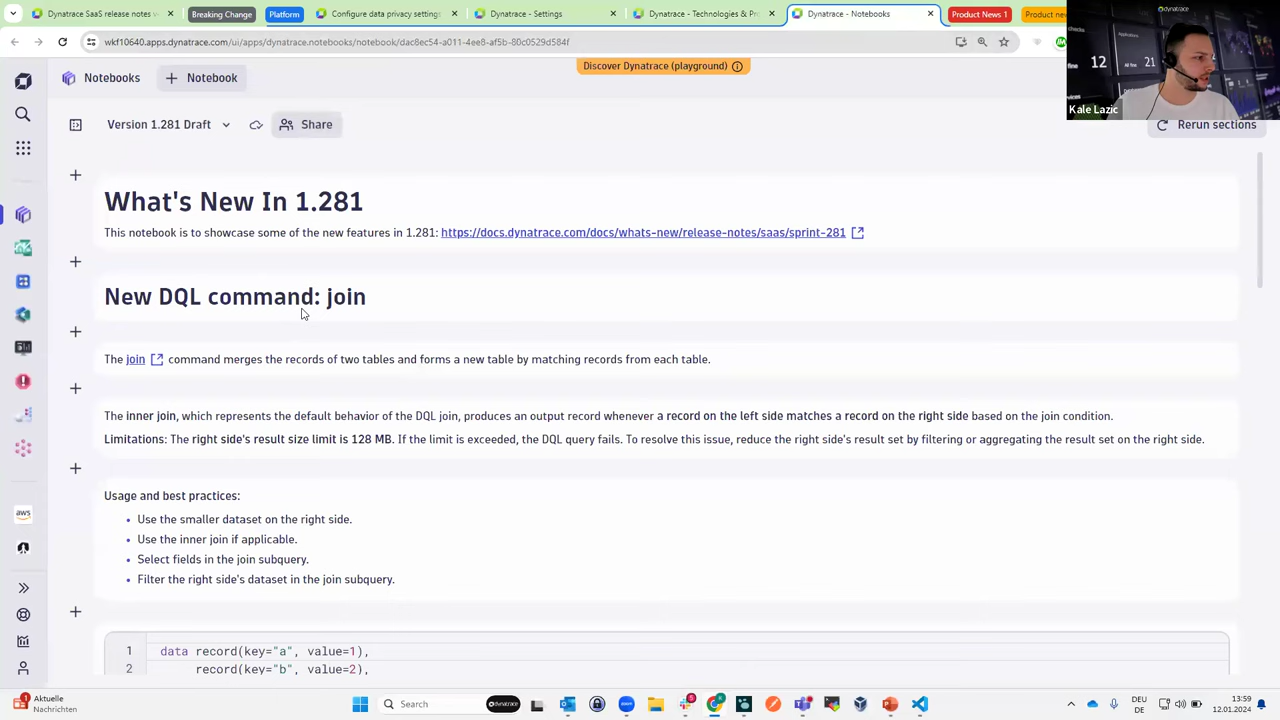 Dynatrace SaaS release notes v
Breaking Change
Platform
Configure data privacy setting
Dynatrace - Settings
Dynatrace - Technologies & Pr
Dynatrace - Notebooks
Product News 1
Product new
wkf10640.apps.dynatrace.com/ui/apps/dynatrace.notebooks/notebook/dac8ec54-a011-4ee8-af5b-80c0529d584f
dynatrace
12
21
Kale Lazic
Notebooks
Notebook
Discover Dynatrace (playground)
Version 1.281 Draft
Share
Rerun sections
What's New In 1.281
This notebook is to showcase some of the new features in 1.281: https://docs.dynatrace.com/docs/whats-new/release-notes/saas/sprint-281
New DQL command: join
The join command merges the records of two tables and forms a new table by matching records from each table.
The inner join, which represents the default behavior of the DQL join, produces an output record whenever a record on the left side matches a record on the right side based on the join condition.
Limitations: The right side's result size limit is 128 MB. If the limit is exceeded, the DQL query fails. To resolve this issue, reduce the right side's result set by filtering or aggregating the result set on the right side.
Usage and best practices:
• Use the smaller dataset on the right side.
• Use the inner join if applicable.
• Select fields in the join subquery.
• Filter the right side's dataset in the join subquery.
aws
1 data record(key="a", value=1),
2 record(key="b", value=2),
1
Aktuelle
Nachrichten
Search
dynatrace
5
DEU
DE
13:59
12.01.2024